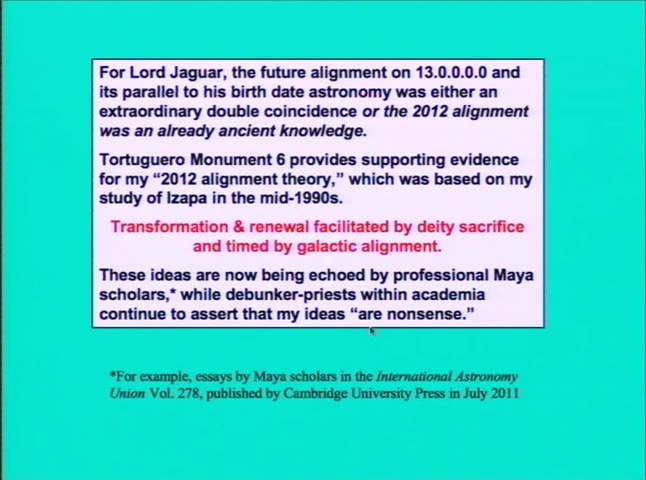 For Lord Jaguar, the future alignment on 13.0.0.0.0 and
its parallel to his birth date astronomy was either an
extraordinary double coincidence or the 2012 alignment
was an already ancient knowledge.
Tortuguero Monument 6 provides supporting evidence
for my “2012 alignment theory,” which was based on my
study of Izapa in the mid-1990s.
Transformation & renewal facilitated by deity sacrifice
and timed by galactic alignment.
These ideas are now being echoed by professional Maya
scholars,* while debunker-priests within academia
continue to assert that my ideas “are nonsense.”
*For example, essays by Maya scholars in the International Astronomy
Union Vol. 278, published by Cambridge University Press in July 2011